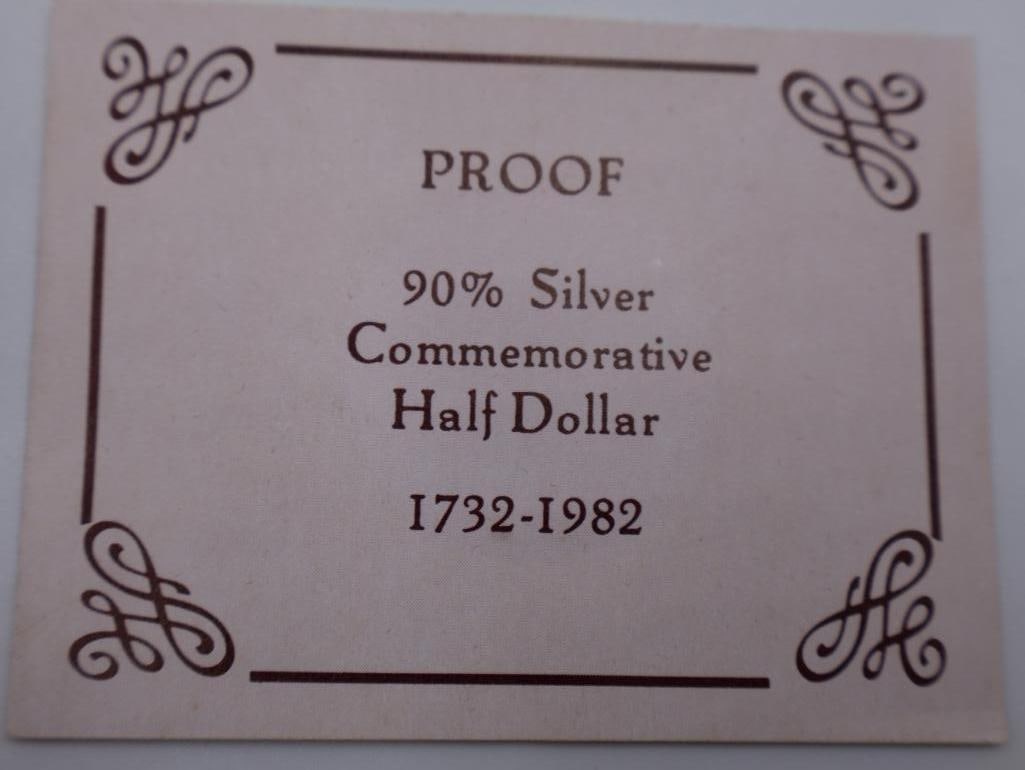 PROOF
90% Silver
Commemorative
Half Dollar
1732-1982